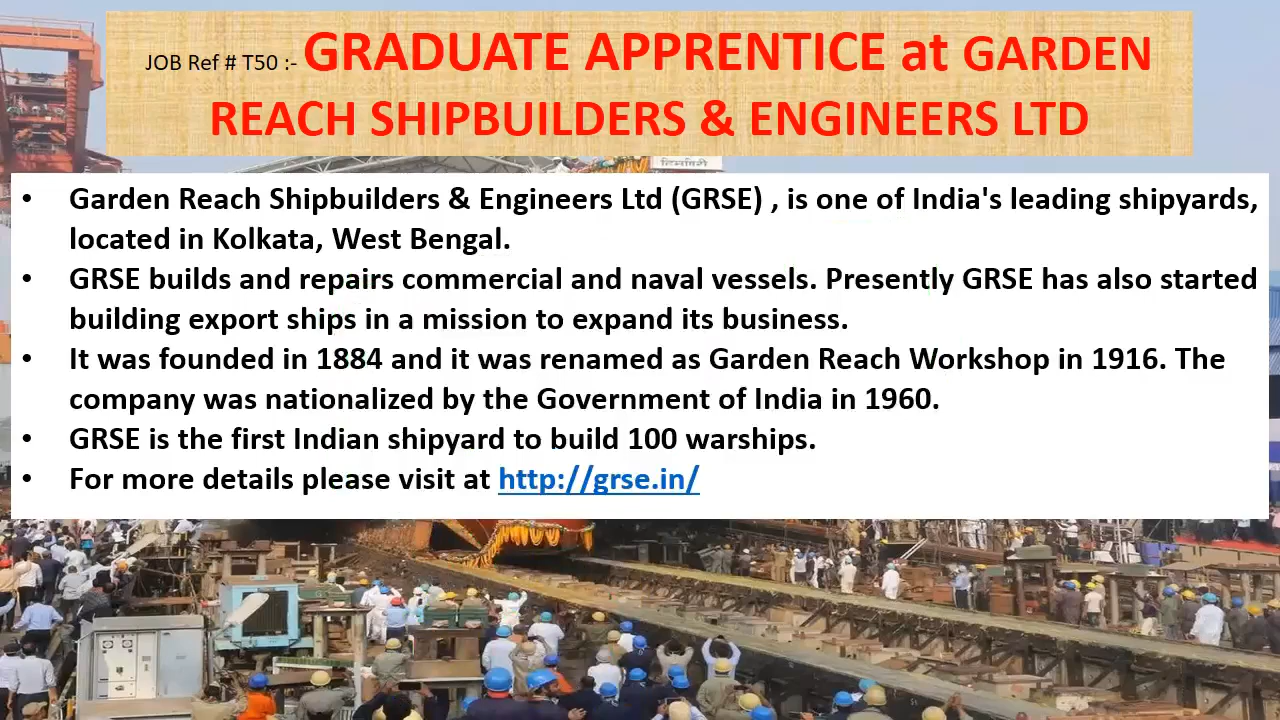 JOB Ref # T50 :- GRADUATE APPRENTICE at GARDEN
REACH SHIPBUILDERS & ENGINEERS LTD
• Garden Reach Shipbuilders & Engineers Ltd (GRSE) , is one of India's leading shipyards,
located in Kolkata, West Bengal.
• GRSE builds and repairs commercial and naval vessels. Presently GRSE has also started
building export ships in a mission to expand its business.
• It was founded in 1884 and it was renamed as Garden Reach Workshop in 1916. The
company was nationalized by the Government of India in 1960.
• GRSE is the first Indian shipyard to build 100 warships.
• For more details please visit at http://grse.in/